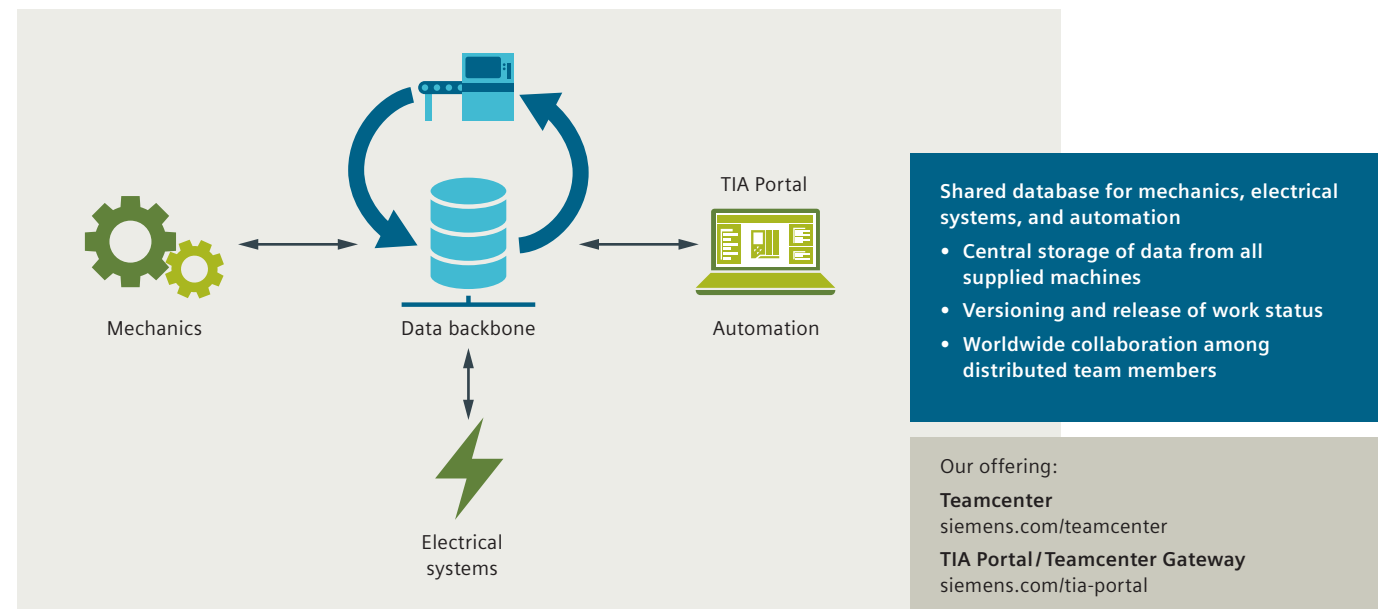 TIA Portal
Mechanics
Data backbone
Automation
Electrical
systems
Shared database for mechanics, electrical
systems, and automation
• Central storage of data from all
supplied machines
• Versioning and release of work status
• Worldwide collaboration among
distributed team members
Our offering:
Teamcenter
siemens.com/teamcenter
TIA Portal/Teamcenter Gateway
siemens.com/tia-portal